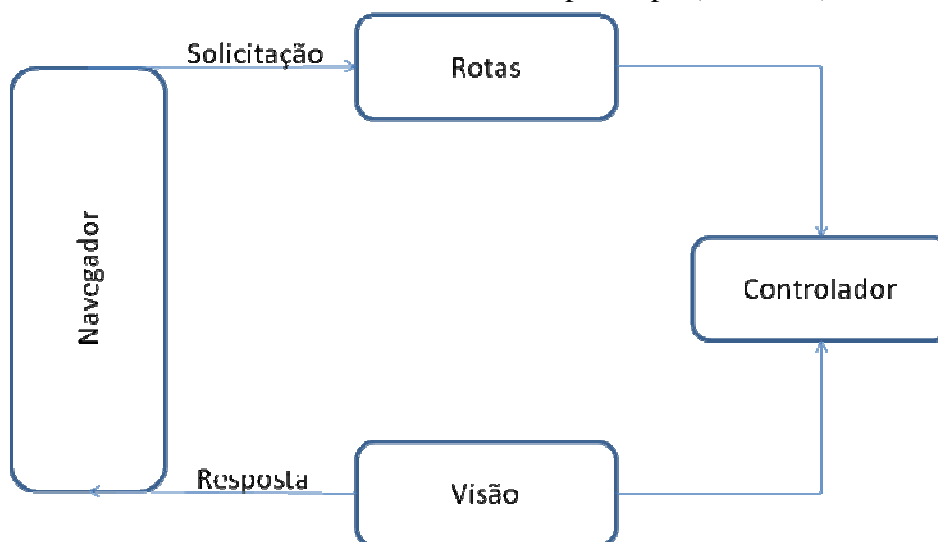 Solicitação
Rotas
Navegador
Controlador
Resposta
Visão